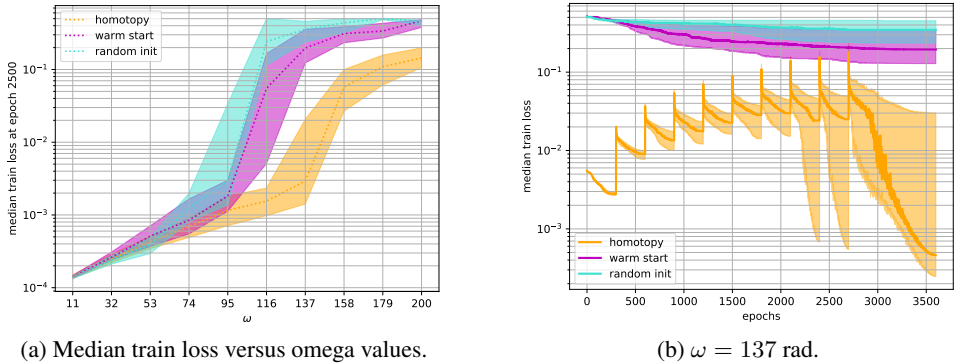 median train loss at epoch 2500
10⁻¹
10⁻²
10⁻³
10⁻⁴
homotopy
warm start
random init
11 32 53 74 95 116 137 158 179 200
ω
(a) Median train loss versus omega values.
median train loss
10⁻¹
10⁻²
10⁻³
homotopy
warm start
random init
0 500 1000 1500 2000 2500 3000 3500
epochs
(b) ω = 137 rad.